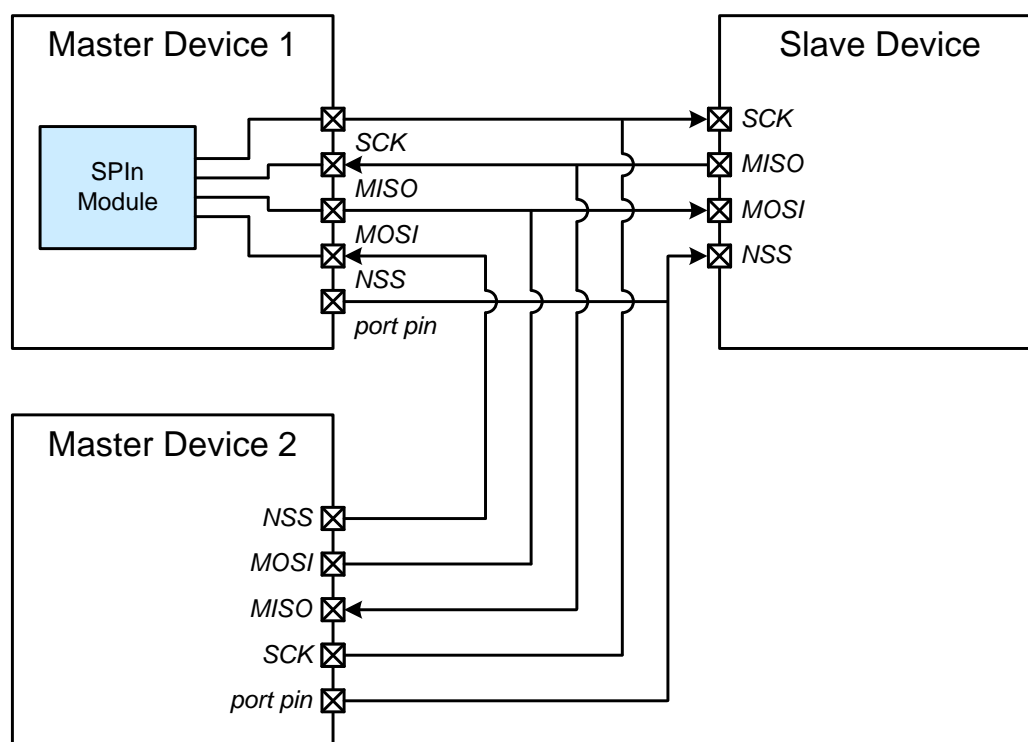 Master Device 1
SPIn
Module
SCK
MISO
MOSI
NSS
port pin
Slave Device
SCK
MISO
MOSI
NSS
Master Device 2
NSS
MOSI
MISO
SCK
port pin